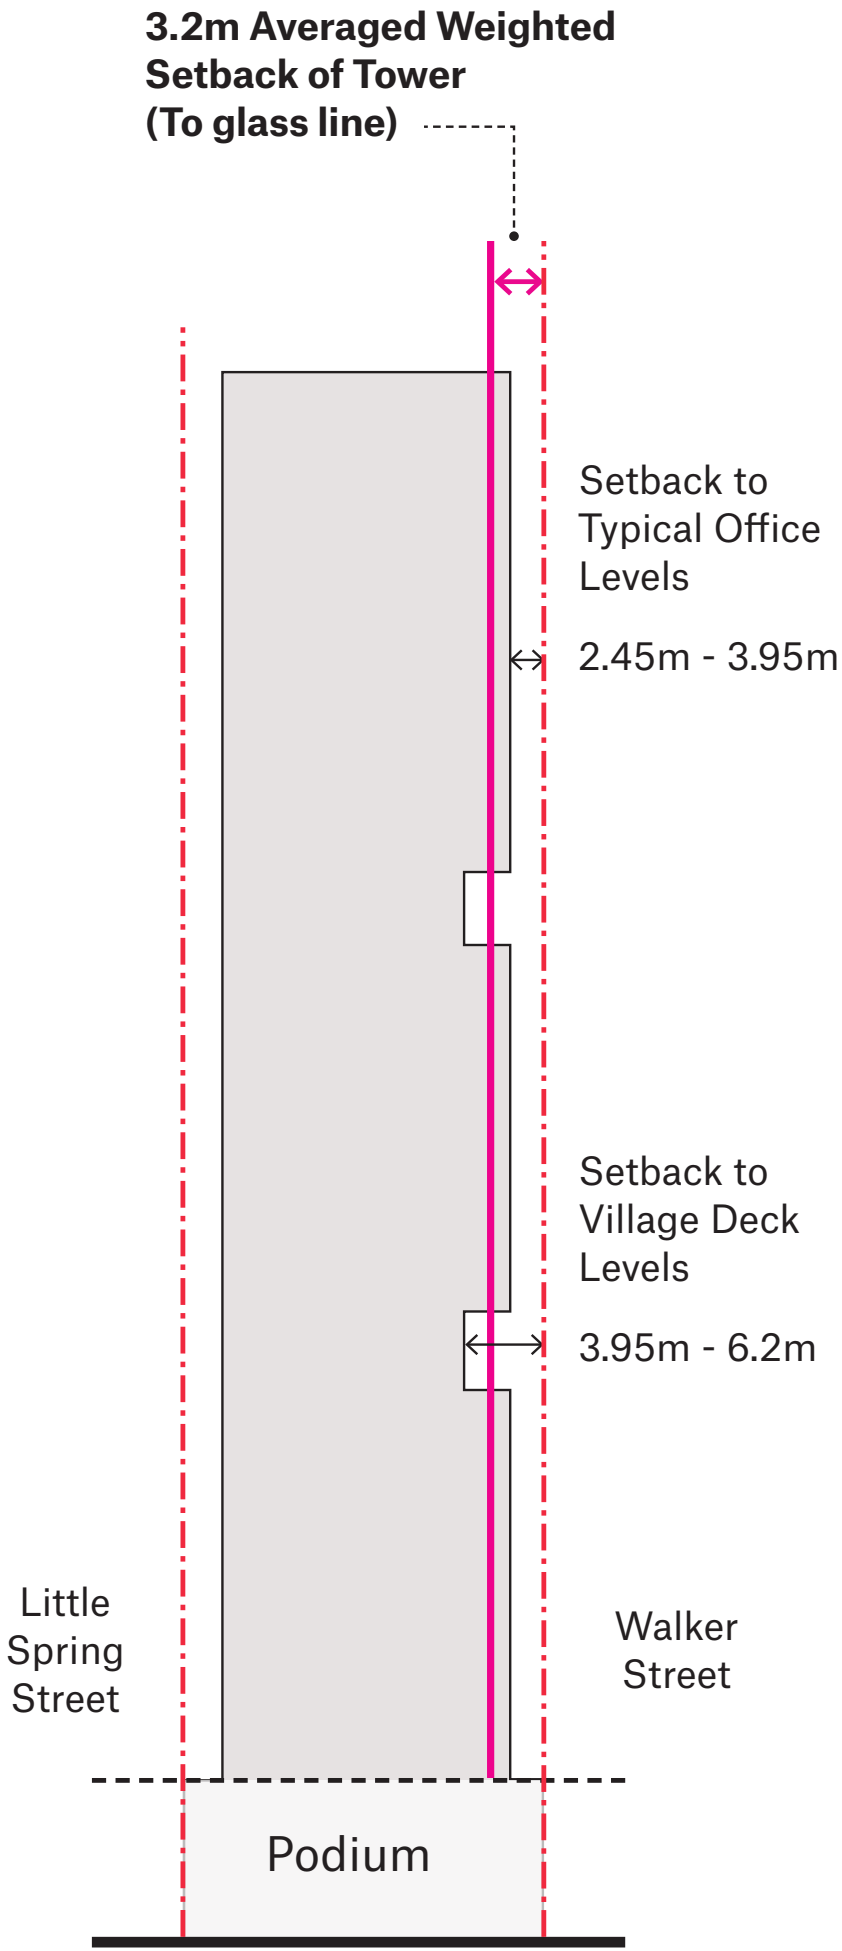 3.2m Averaged Weighted
Setback of Tower
(To glass line)
Setback to
Typical Office
Levels
2.45m - 3.95m
Setback to
Village Deck
Levels
3.95m - 6.2m
Little
Spring
Street
Walker
Street
Podium